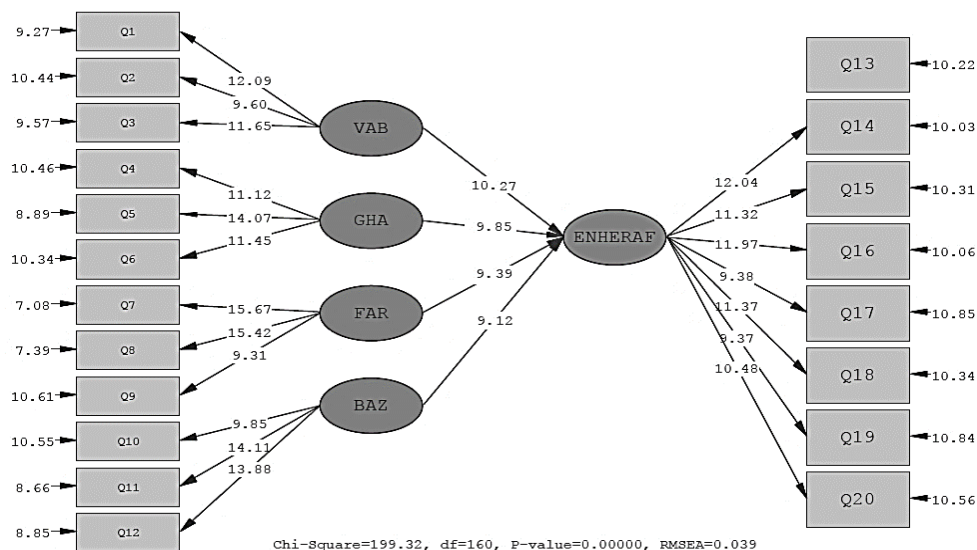 9.27 Q1
10.44 Q2
9.57 Q3
10.46 Q4
8.89 Q5
10.34 Q6
7.08 Q7
7.39 Q8
10.61 Q9
10.55 Q10
8.66 Q11
8.85 Q12
12.09
9.60
11.65
11.12
14.07
11.45
15.67
15.42
9.31
9.85
14.11
13.88
VAB
GHA
FAR
BAZ
10.27
9.85
9.39
9.12
ENHERAF
12.04
11.32
11.97
9.38
11.37
9.37
10.48
Q13 10.22
Q14 10.03
Q15 10.31
Q16 10.06
Q17 10.85
Q18 10.34
Q19 10.84
Q20 10.56
Chi-Square=199.32, df=160, P-value=0.00000, RMSEA=0.039